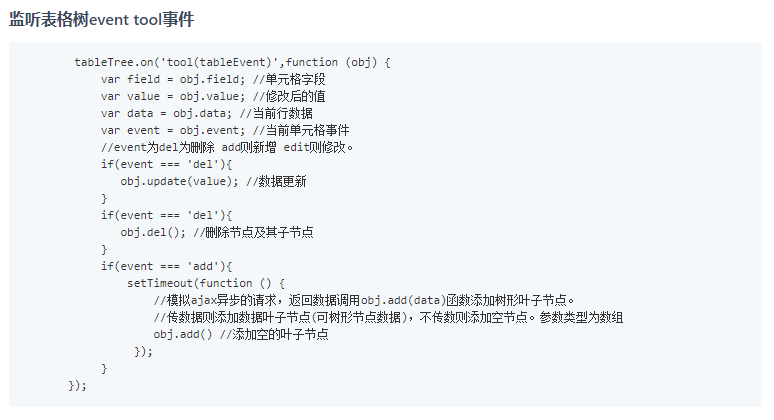 监听表格树event tool事件
tableTree.on('tool(tableEvent)',function (obj) {
var field = obj.field; //单元格字段
var value = obj.value; //修改后的值
var data = obj.data; //当前行数据
var event = obj.event; //当前单元格事件
//event为del为删除 add则新增 edit则修改。
if(event === 'del'){
obj.update(value); //数据更新
}
if(event === 'del'){
obj.del(); //删除节点及其子节点
}
if(event === 'add'){
setTimeout(function () {
//模拟ajax异步的请求，返回数据调用obj.add(data)函数添加树形叶子节点。
//传数据则添加数据叶子节点(可树形节点数据)，不传数则添加空节点。参数类型为数组
obj.add() //添加空的叶子节点
});
}
});